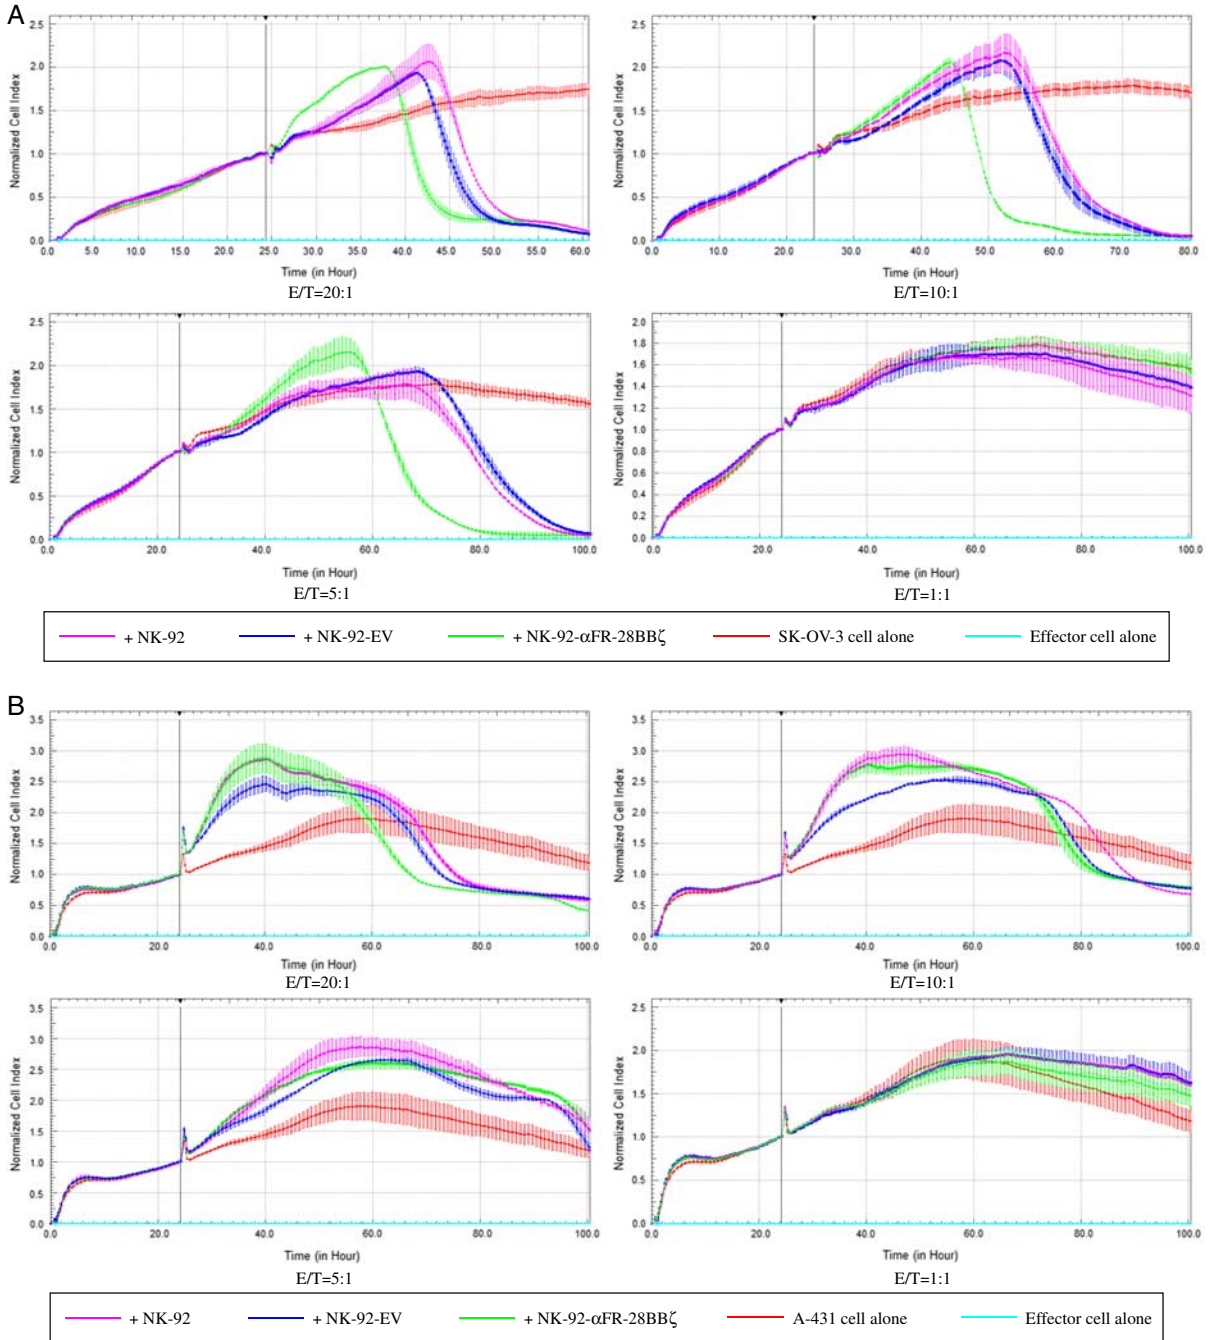 A
Normalized Cell Index
2.5
2.0
1.5
1.0
0.5
0.0
0.0 5.0 10.0 15.0 20.0 25.0 30.0 35.0 40.0 45.0 50.0 55.0 60.0
Time (in Hour)
E/T=20:1
Normalized Cell Index
2.5
2.0
1.5
1.0
0.5
0.0
0.0 10.0 20.0 30.0 40.0 50.0 60.0 70.0 80.0
Time (in Hour)
E/T=10:1
Normalized Cell Index
2.5
2.0
1.5
1.0
0.5
0.0
0.0 20.0 40.0 60.0 80.0 100.0
Time (in Hour)
E/T=5:1
Normalized Cell Index
2.0
1.8
1.6
1.4
1.2
1.0
0.8
0.6
0.4
0.2
0.0
0.0 20.0 40.0 60.0 80.0 100.0
Time (in Hour)
E/T=1:1
+ NK-92 + NK-92-EV + NK-92-αFR-28BBζ SK-OV-3 cell alone Effector cell alone
B
Normalized Cell Index
3.5
3.0
2.5
2.0
1.5
1.0
0.5
0.0
0.0 20.0 40.0 60.0 80.0 100.0
Time (in Hour)
E/T=20:1
Normalized Cell Index
3.5
3.0
2.5
2.0
1.5
1.0
0.5
0.0
0.0 20.0 40.0 60.0 80.0 100.0
Time (in Hour)
E/T=10:1
Normalized Cell Index
3.5
3.0
2.5
2.0
1.5
1.0
0.5
0.0
0.0 20.0 40.0 60.0 80.0 100.0
Time (in Hour)
E/T=5:1
Normalized Cell Index
2.5
2.0
1.5
1.0
0.5
0.0
0.0 20.0 40.0 60.0 80.0 100.0
Time (in Hour)
E/T=1:1
+ NK-92 + NK-92-EV + NK-92-αFR-28BBζ A-431 cell alone Effector cell alone